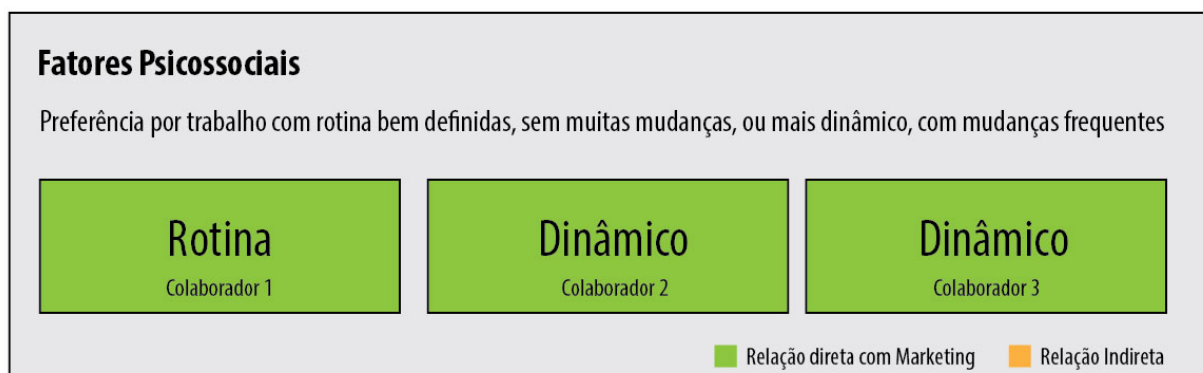 Fatores Psicossociais
Preferência por trabalho com rotina bem definidas, sem muitas mudanças, ou mais dinâmico, com mudanças frequentes
Rotina
Colaborador 1
Dinâmico
Colaborador 2
Dinâmico
Colaborador 3
Relação direta com Marketing
Relação Indireta